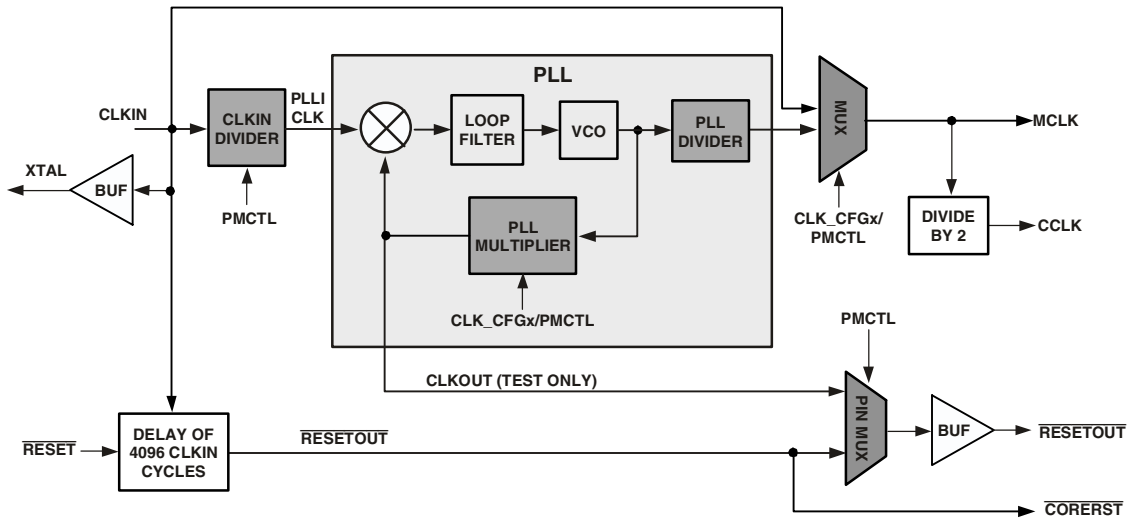 PLL
CLKIN
CLKIN
DIVIDER
PLLI
CLK
LOOP
FILTER
VCO
PLL
DIVIDER
MUX
MCLK
XTAL
BUF
PMCTL
PLL
MULTIPLIER
CLK_CFGx/
PMCTL
DIVIDE
BY 2
CCLK
CLK_CFGx/PMCTL
PMCTL
CLKOUT (TEST ONLY)
PIN MUX
RESET
DELAY OF
4096 CLKIN
CYCLES
RESETOUT
BUF
RESETOUT
CORERST